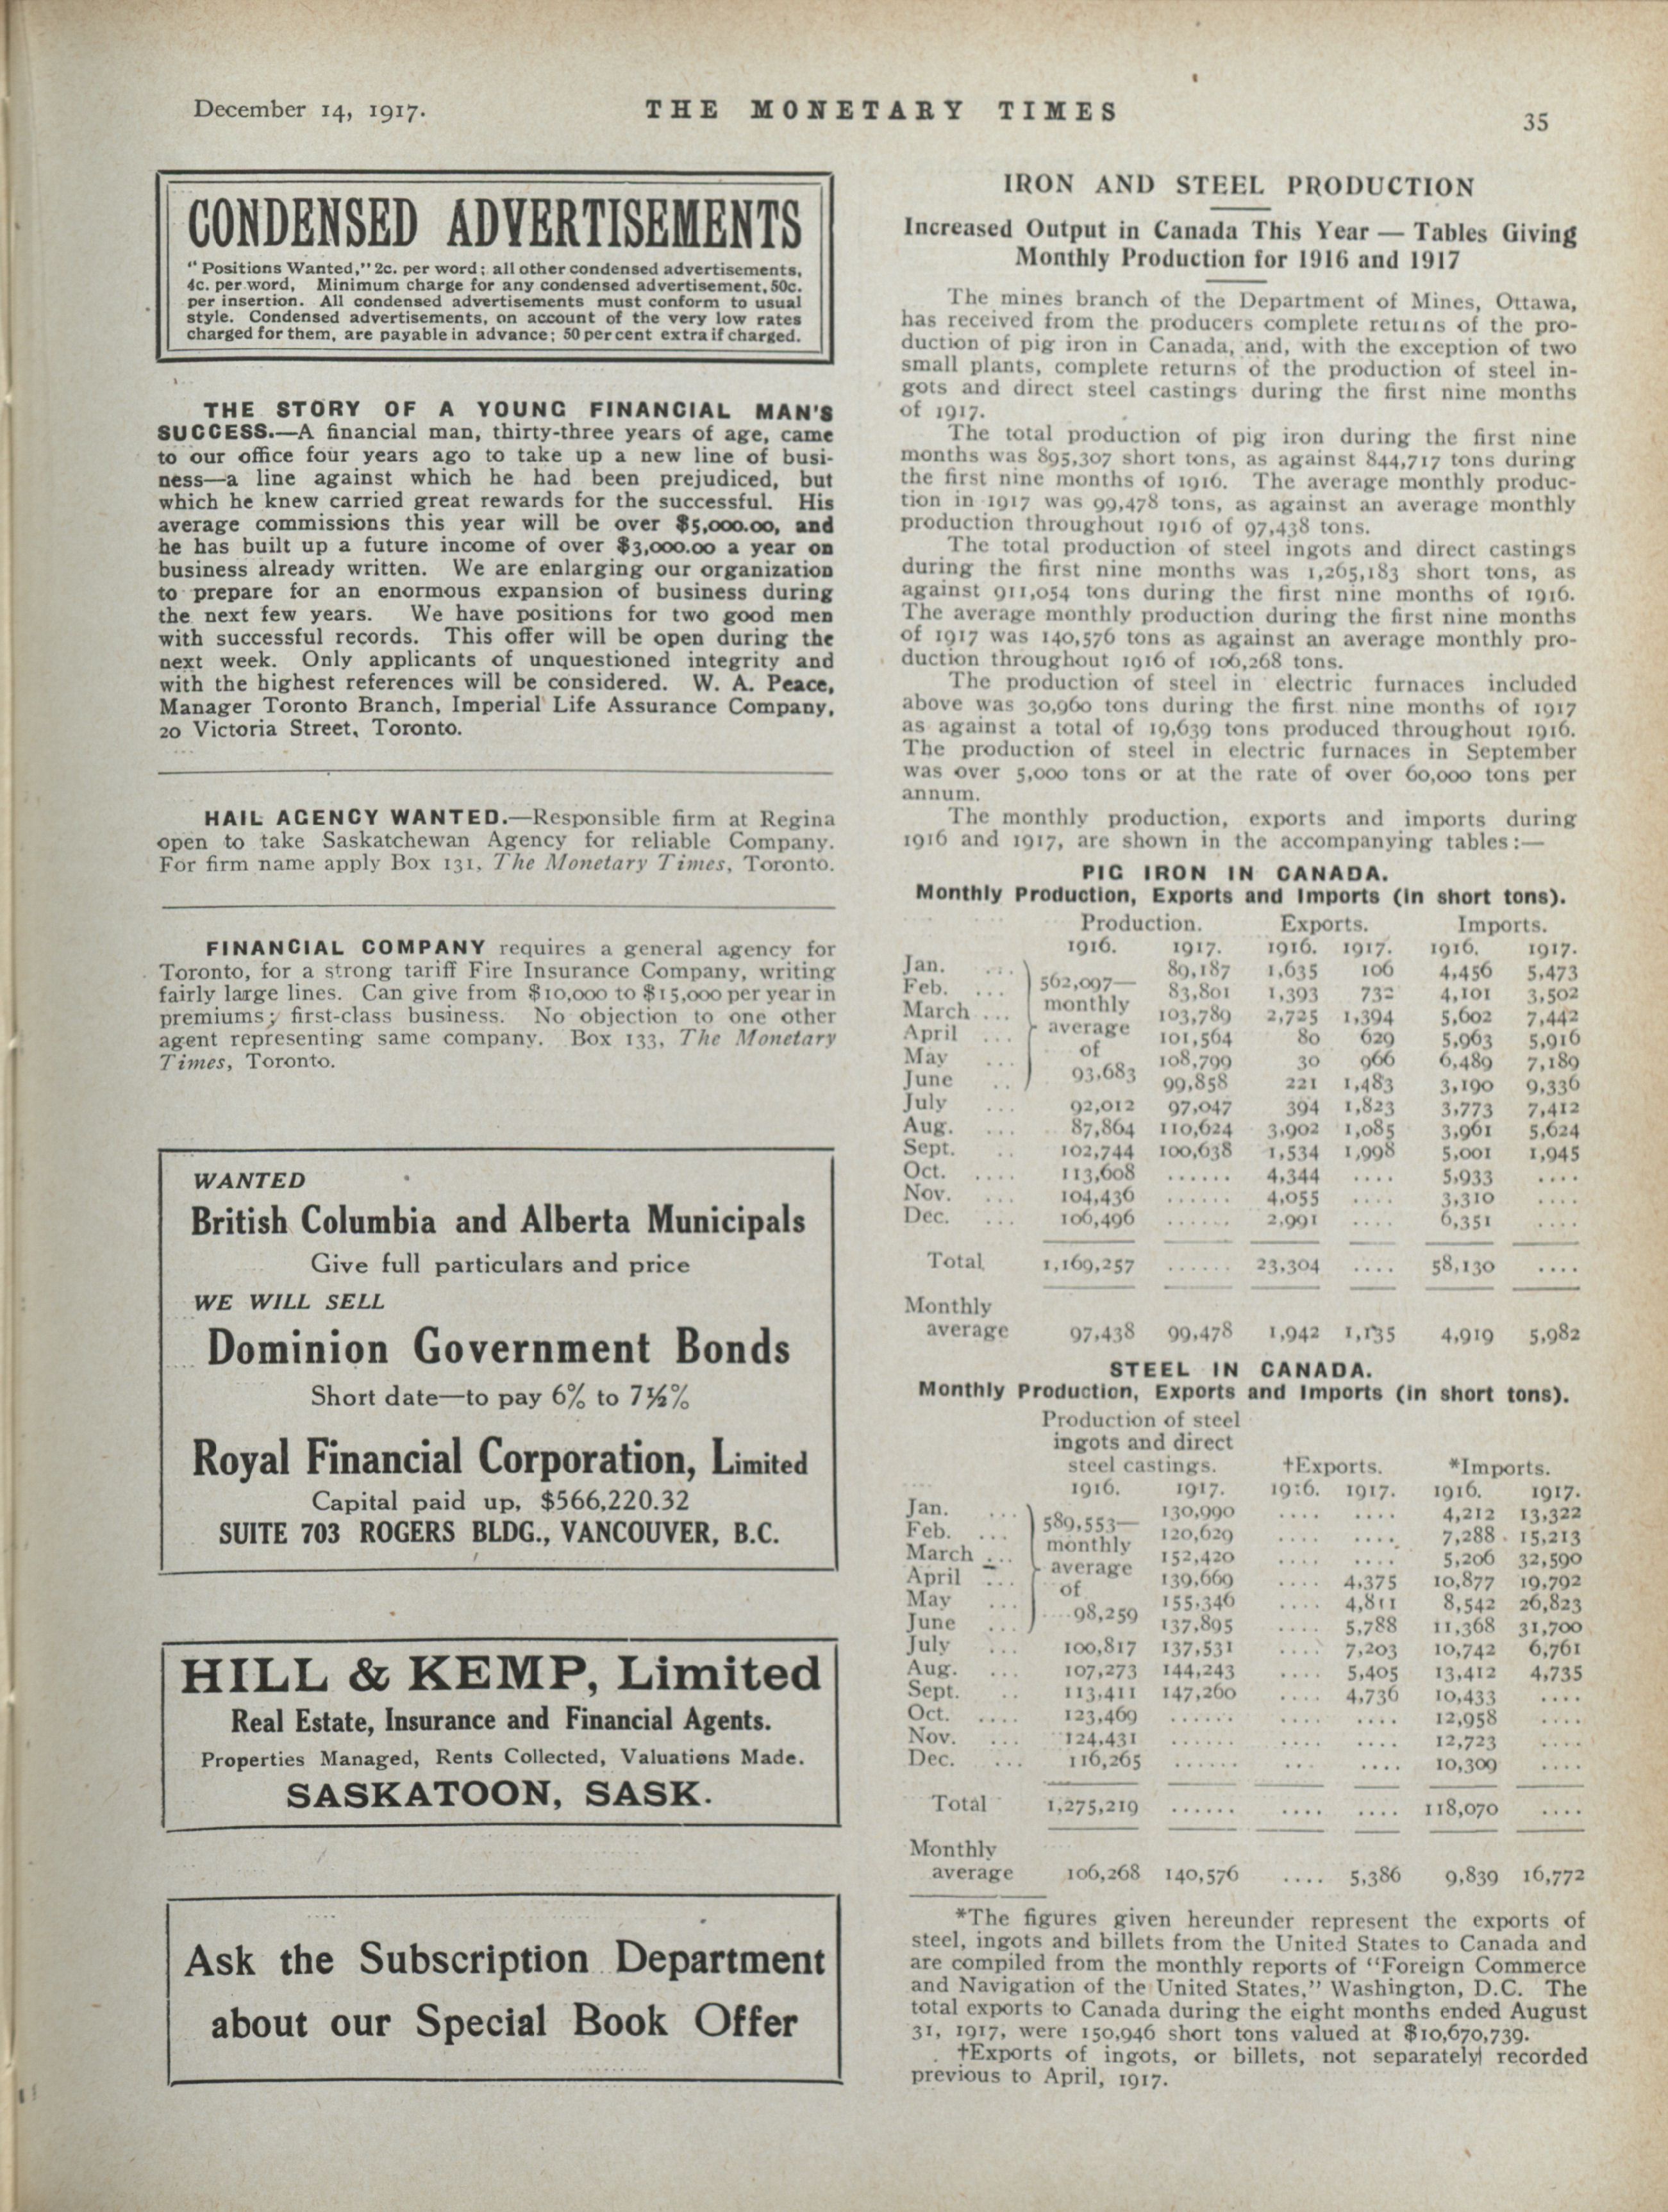 December 14, 1917.
THE MONETARY TIMES
35
CONDENSED ADVERTISEMENTS
"Positions Wanted," 2c. per word; all other condensed advertisements,
4c. per word, Minimum charge for any condensed advertisement, 50c.
per insertion. All condensed advertisements must conform to usual
style. Condensed advertisements, on account of the very low rates
charged for them, are payable in advance; 50 per cent extra if charged.
THE STORY OF A YOUNG FINANCIAL MAN'S
SUCCESS.—A financial man, thirty-three years of age, came
to our office four years ago to take up a new line of busi-
ness—a line against which he had been prejudiced, but
which he knew carried great rewards for the successful. His
average commissions this year will be over $5,000.00, and
he has built up a future income of over $3,000.00 a year on
business already written. We are enlarging our organization
to prepare for an enormous expansion of business during
the next few years. We have positions for two good men
with successful records. This offer will be open during the
next week. Only applicants of unquestioned integrity and
with the highest references will be considered. W. A. Peace,
Manager Toronto Branch, Imperial Life Assurance Company,
20 Victoria Street, Toronto.
HAIL AGENCY WANTED.—Responsible firm at Regina
open to take Saskatchewan Agency for reliable Company.
For firm name apply Box 131, The Monetary Times, Toronto.
FINANCIAL COMPANY requires a general agency for
Toronto, for a strong tariff Fire Insurance Company, writing
fairly large lines. Can give from $10,000 to $15,000 per year in
premiums; first-class business. No objection to one other
agent representing same company. Box 133, The Monetary
Times, Toronto.
WANTED
British Columbia and Alberta Municipals
Give full particulars and price
WE WILL SELL
Dominion Government Bonds
Short date—to pay 6% to 7½%
Royal Financial Corporation, Limited
Capital paid up, $566,220.32
SUITE 703 ROGERS BLDG., VANCOUVER, B.C.
HILL & KEMP, Limited
Real Estate, Insurance and Financial Agents.
Properties Managed, Rents Collected, Valuations Made.
SASKATOON, SASK.
Ask the Subscription Department
about our Special Book Offer
IRON AND STEEL PRODUCTION
Increased Output in Canada This Year — Tables Giving
Monthly Production for 1916 and 1917
The mines branch of the Department of Mines, Ottawa,
has received from the producers complete returns of the pro-
duction of pig iron in Canada, and, with the exception of two
small plants, complete returns of the production of steel in-
gots and direct steel castings during the first nine months
of 1917.
The total production of pig iron during the first nine
months was 895,307 short tons, as against 844,717 tons during
the first nine months of 1916. The average monthly produc-
tion in 1917 was 99,478 tons, as against an average monthly
production throughout 1916 of 97,438 tons.
The total production of steel ingots and direct castings
during the first nine months was 1,265,183 short tons, as
against 911,054 tons during the first nine months of 1916.
The average monthly production during the first nine months
of 1917 was 140,576 tons as against an average monthly pro-
duction throughout 1916 of 106,268 tons.
The production of steel in electric furnaces included
above was 30,960 tons during the first nine months of 1917
as against a total of 19,639 tons produced throughout 1916.
The production of steel in electric furnaces in September
was over 5,000 tons or at the rate of over 60,000 tons per
annum.
The monthly production, exports and imports during
1916 and 1917, are shown in the accompanying tables:—
PIG IRON IN CANADA.
Monthly Production, Exports and Imports (in short tons).
Production. Exports. Imports.
1916. 1917. 1916. 1917. 1916. 1917.
Jan. ... 89,187 1,635 106 4,456 5,473
Feb. ... 562,097— 83,801 1,393 732 4,101 3,502
March ... monthly 103,789 2,725 1,394 5,602 7,442
April ... average 101,564 80 629 5,963 5,916
May ... of 108,799 30 966 6,489 7,189
June .. 93,683 99,858 221 1,483 3,190 9,336
July ... 92,012 97,047 394 1,823 3,773 7,412
Aug. ... 87,864 110,624 3,902 1,085 3,961 5,624
Sept. .. 102,744 100,638 1,534 1,998 5,001 1,945
Oct. .... 113,608 ...... 4,344 .... 5,933 ....
Nov. ... 104,436 ...... 4,055 .... 3,310 ....
Dec. ... 106,496 ...... 2,991 .... 6,351 ....
Total 1,169,257 ...... 23,304 .... 58,130 ....
Monthly
average 97,438 99,478 1,942 1,135 4,919 5,982
STEEL IN CANADA.
Monthly Production, Exports and Imports (in short tons).
Production of steel
ingots and direct
steel castings. †Exports. *Imports.
1916. 1917. 1916. 1917. 1916. 1917.
Jan. ... 130,990 .... .... 4,212 13,322
Feb. ... 589,553— 120,629 .... .... 7,288 15,213
March ... monthly 152,420 .... .... 5,206 32,590
April ... average 139,669 .... 4,375 10,877 19,792
May ... of 155,346 .... 4,811 8,542 26,823
June ... 98,259 137,895 .... 5,788 11,368 31,700
July ... 100,817 137,531 .... 7,203 10,742 6,761
Aug. ... 107,273 144,243 .... 5,405 13,412 4,735
Sept. .. 113,411 147,260 .... 4,736 10,433 ....
Oct. .... 123,469 ...... .... .... 12,958 ....
Nov. ... 124,431 ...... .... .... 12,723 ....
Dec. ... 116,265 ...... ... .... 10,309 ....
Total 1,275,219 ...... .... .... 118,070 ....
Monthly
average 106,268 140,576 .... 5,386 9,839 16,772
*The figures given hereunder represent the exports of
steel, ingots and billets from the United States to Canada and
are compiled from the monthly reports of "Foreign Commerce
and Navigation of the United States," Washington, D.C. The
total exports to Canada during the eight months ended August
31, 1917, were 150,946 short tons valued at $10,670,739.
†Exports of ingots, or billets, not separately recorded
previous to April, 1917.